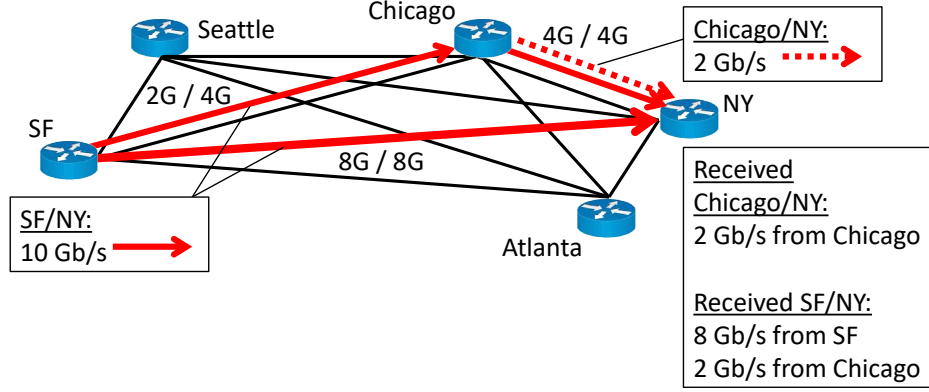 Chicago
Seattle
4G / 4G
Chicago/NY:
2 Gb/s
2G / 4G
NY
SF
8G / 8G
SF/NY:
10 Gb/s
Atlanta
Received
Chicago/NY:
2 Gb/s from Chicago
Received SF/NY:
8 Gb/s from SF
2 Gb/s from Chicago